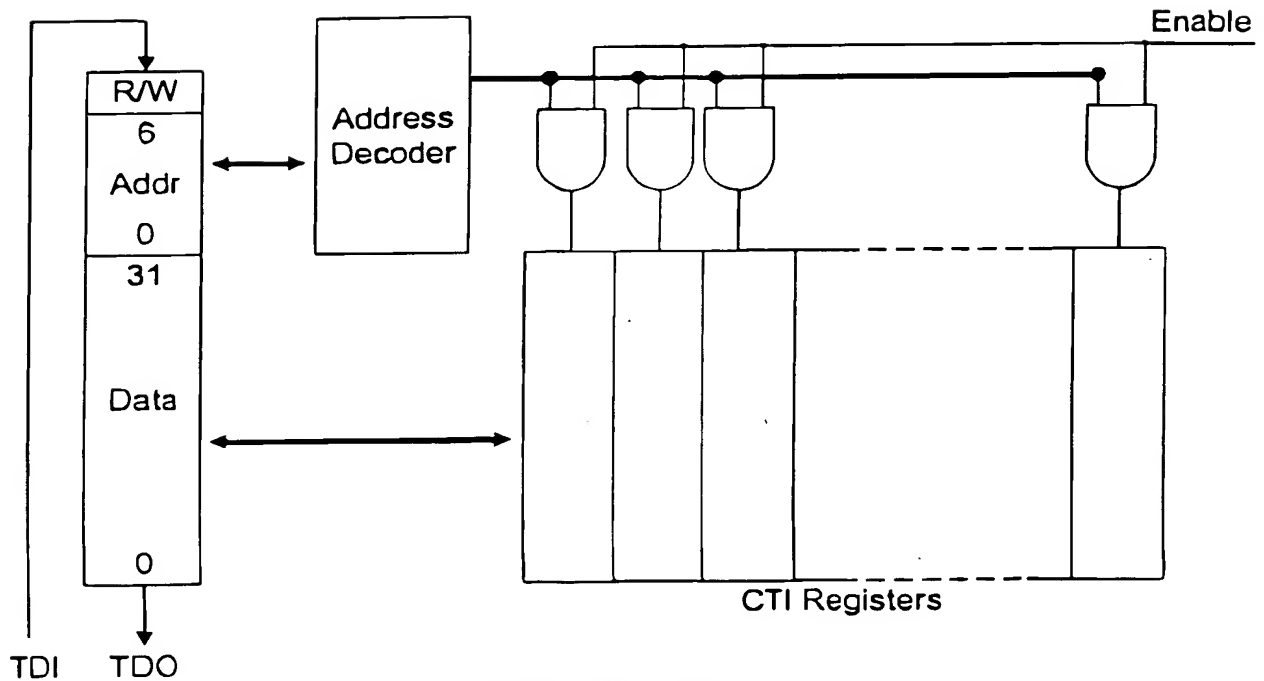 Enable
R/W
6
Addr
0
31
Data
0
Address
Decoder
CTI Registers
TDI TDO